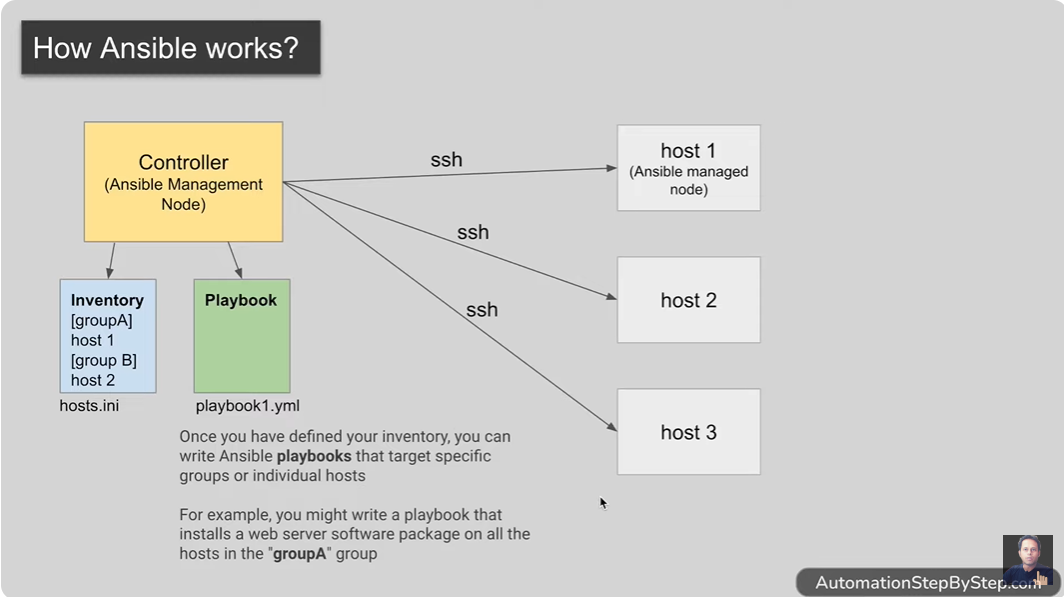 How Ansible works?
Controller
(Ansible Management
Node)
ssh
host 1
(Ansible managed
node)
ssh
host 2
ssh
host 3
Inventory
[groupA]
host 1
[group B]
host 2
hosts.ini
Playbook
playbook1.yml
Once you have defined your inventory, you can
write Ansible playbooks that target specific
groups or individual hosts
For example, you might write a playbook that
installs a web server software package on all the
hosts in the "groupA" group
AutomationStepByStep.com